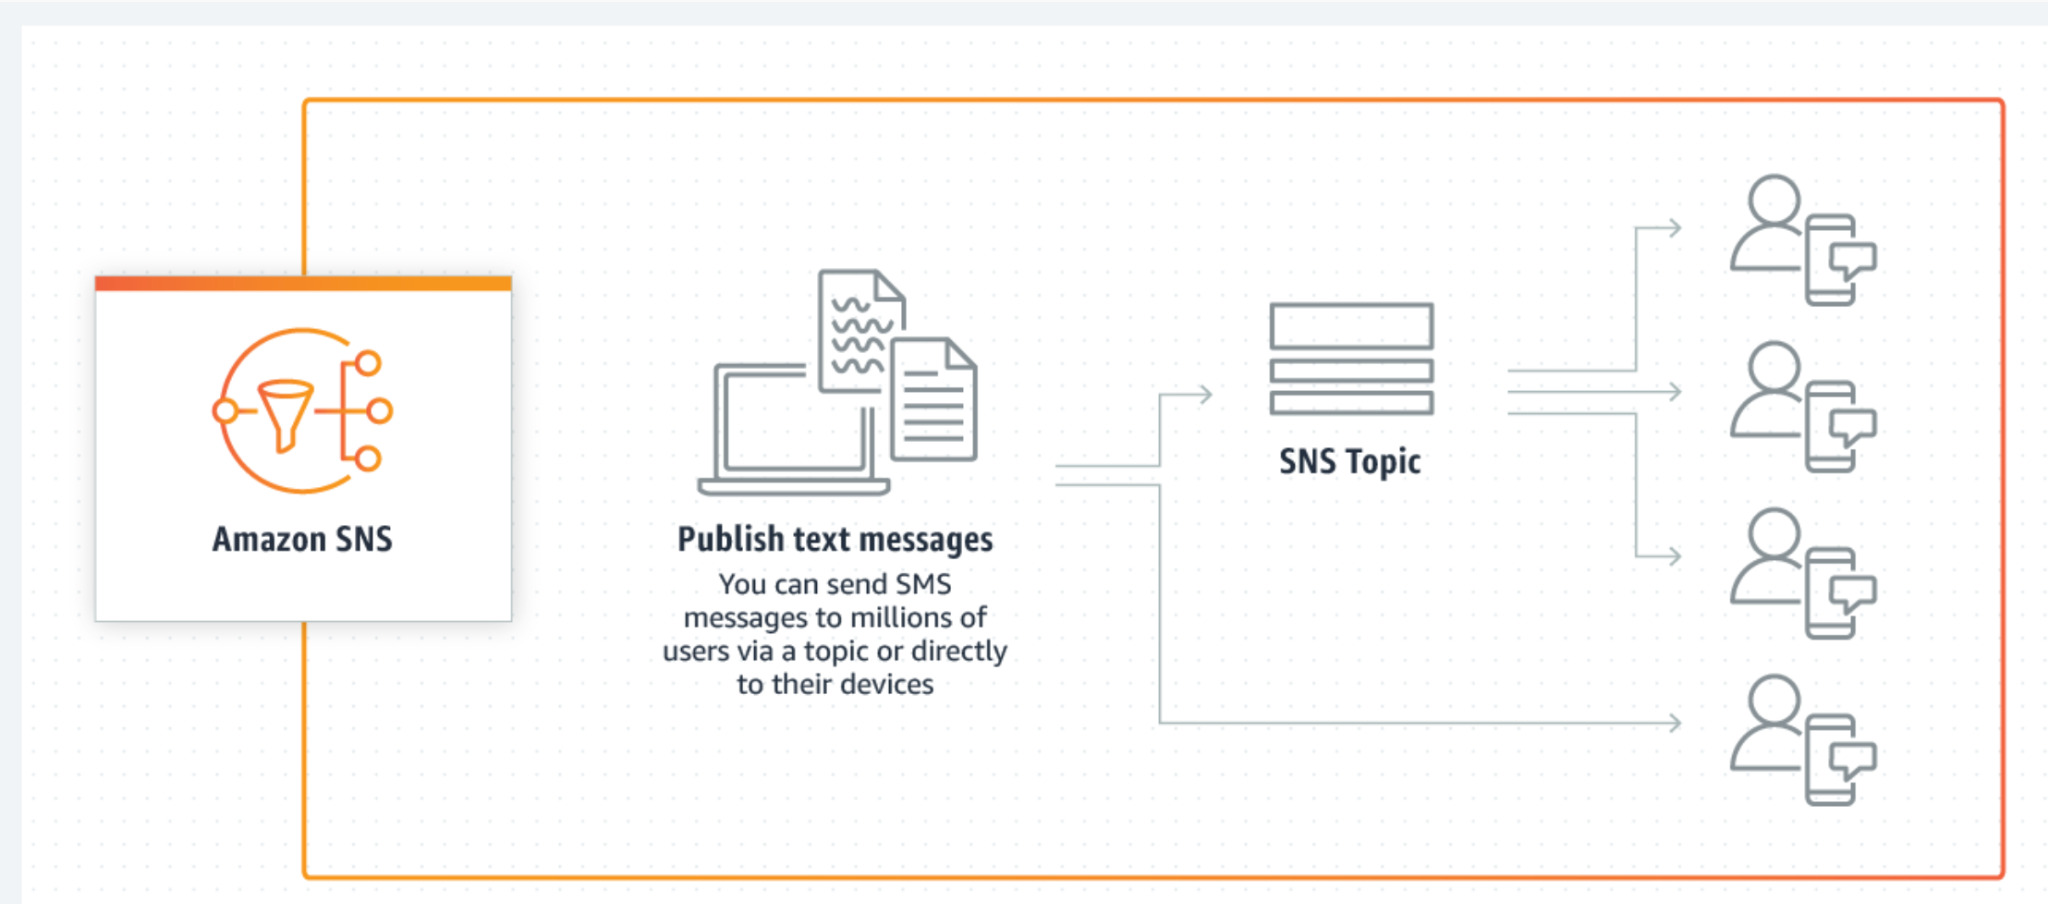 Amazon SNS
Publish text messages
You can send SMS
messages to millions of
users via a topic or directly
to their devices
SNS Topic